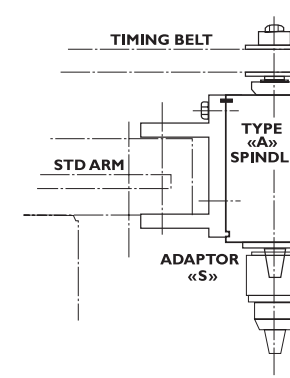 TIMING BELT
TYPE
«A»
SPINDL
STD ARM
ADAPTOR
«S»